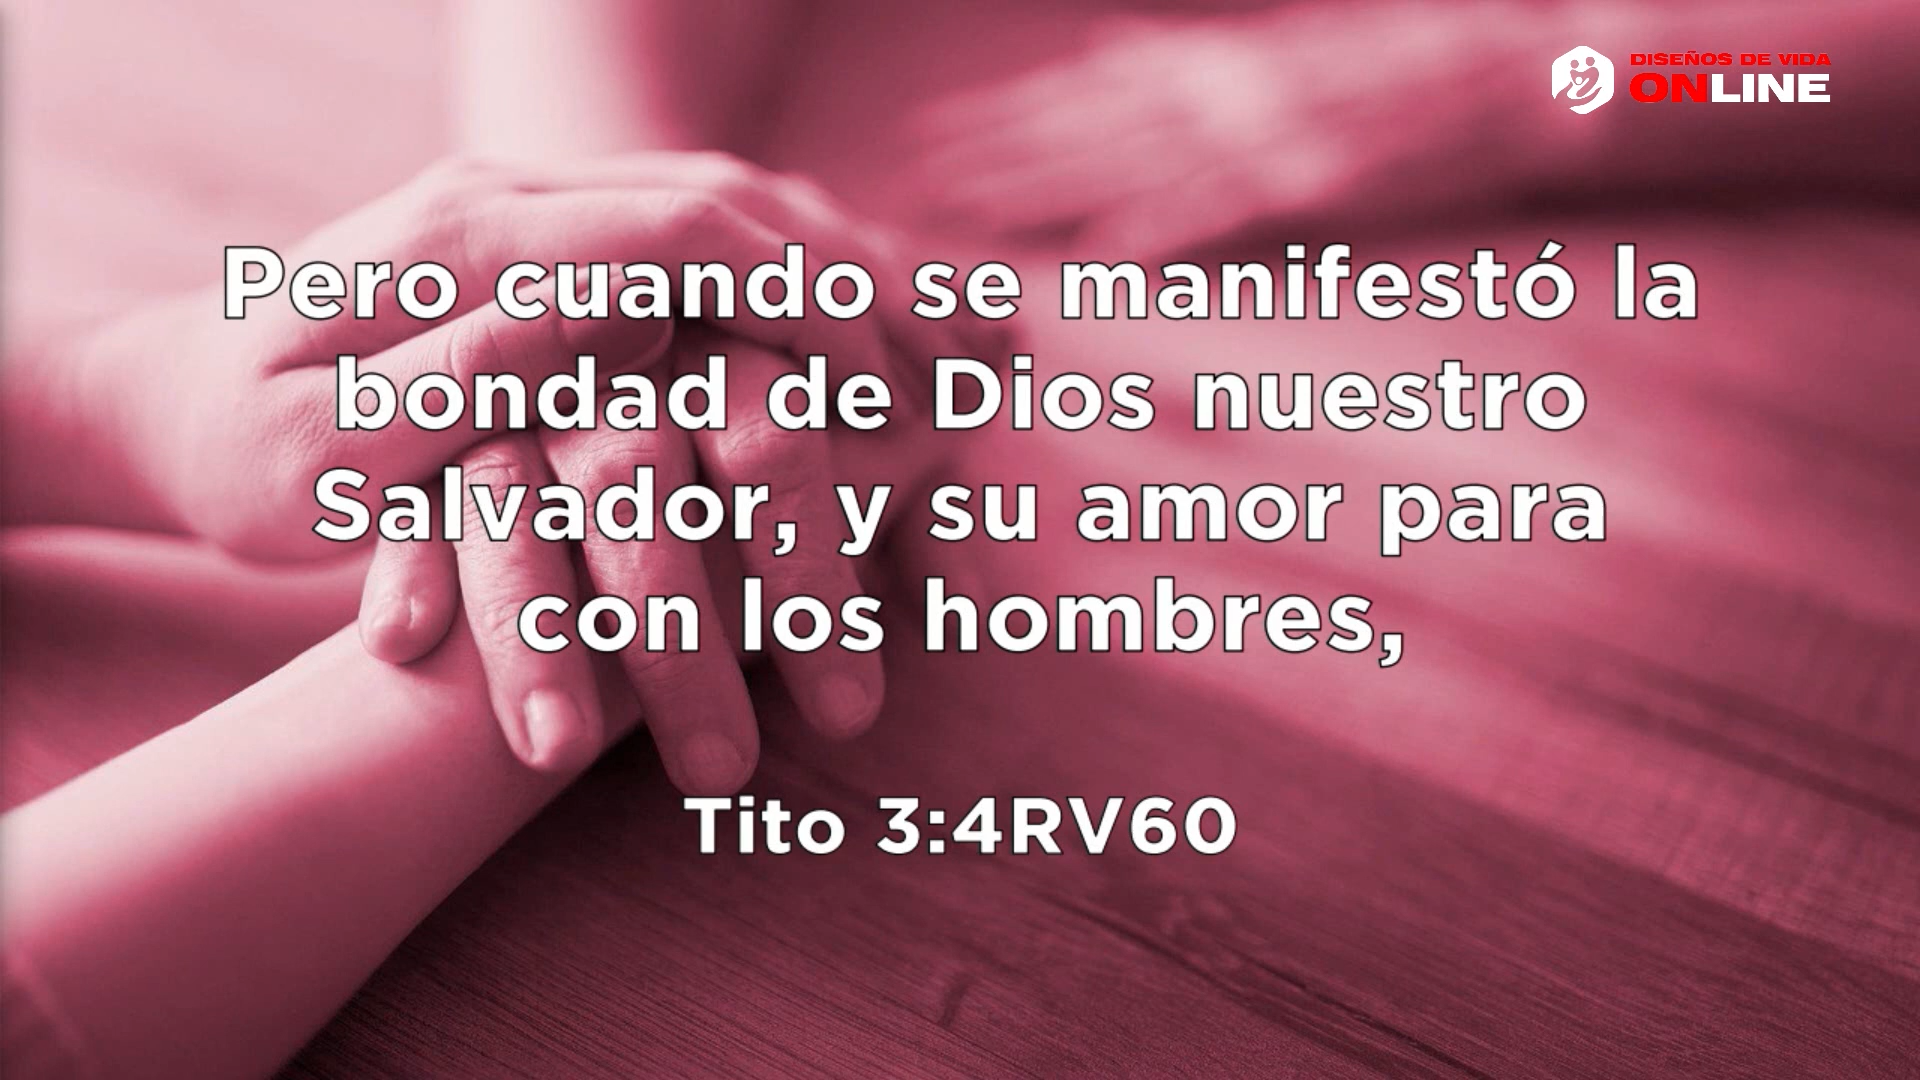 DISEÑOS DE VIDA
ONLINE
Pero cuando se manifestó la
bondad de Dios nuestro
Salvador, y su amor para
con los hombres,
Tito 3:4RV60